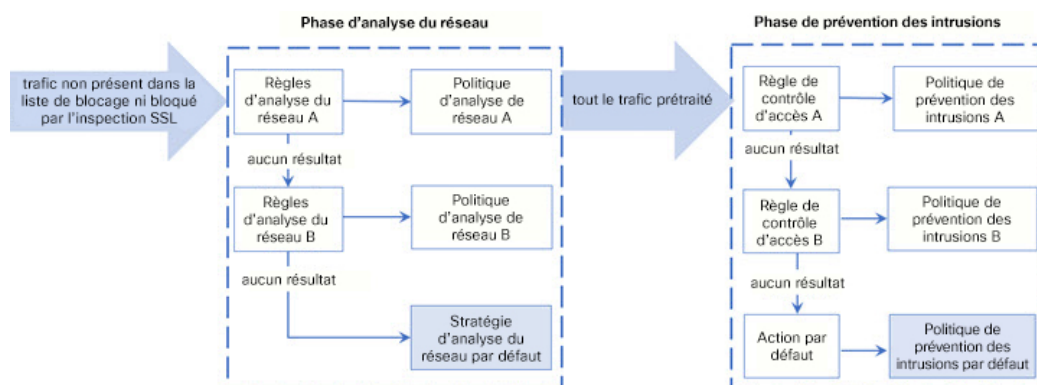 Phase d'analyse du réseau
Phase de prévention des intrusions
trafic non présent dans la
liste de blocage ni bloqué
par l'inspection SSL
Règles
d'analyse du
réseau A
Politique
d'analyse de
réseau A
aucun résultat
Règles
d'analyse du
réseau B
Politique
d'analyse de
réseau B
aucun résultat
Stratégie
d'analyse du
réseau par défaut
tout le trafic prétraité
Règle de
contrôle
d'accès A
Politique de
prévention des
intrusions A
aucun résultat
Règle de
contrôle
d'accès B
Politique de
prévention des
intrusions B
aucun résultat
Action par
défaut
Politique de
prévention des
intrusions par défaut